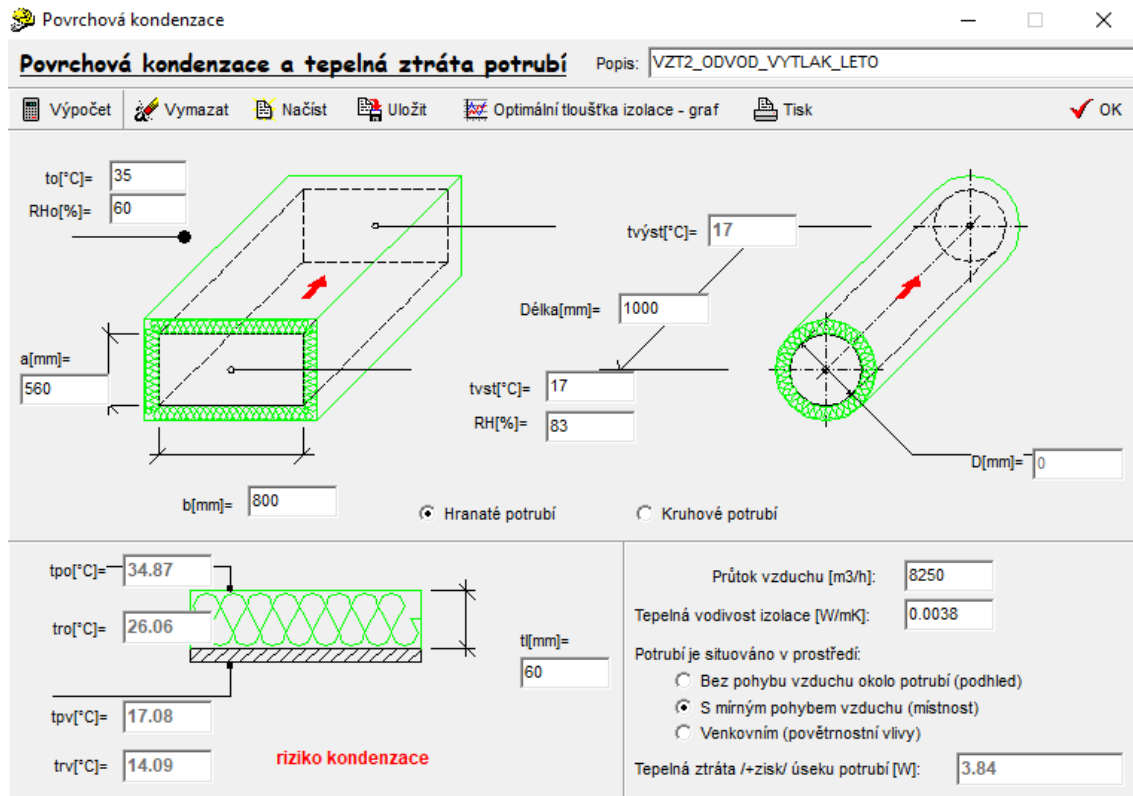 Povrchová kondenzace
Povrchová kondenzace a tepelná ztráta potrubí Popis: VZT2_ODVOD_VYTLAK_LETO
Výpočet Vymazat Načíst Uložit Optimální tloušťka izolace - graf Tisk OK
to[°C]= 35
RHo[%]= 60
tvýst[°C]= 17
Délka[mm]= 1000
a[mm]=
560
tvst[°C]= 17
RH[%]= 83
D[mm]= 0
b[mm]= 800
Hranaté potrubí Kruhové potrubí
tpo[°C]= 34.87
tro[°C]= 26.06
tl[mm]=
60
tpv[°C]= 17.08
trv[°C]= 14.09
riziko kondenzace
Průtok vzduchu [m3/h]: 8250
Tepelná vodivost izolace [W/mK]: 0.0038
Potrubí je situováno v prostředí:
Bez pohybu vzduchu okolo potrubí (podhled)
S mírným pohybem vzduchu (místnost)
Venkovním (povětrnostní vlivy)
Tepelná ztráta /+zisk/ úseku potrubí [W]: 3.84